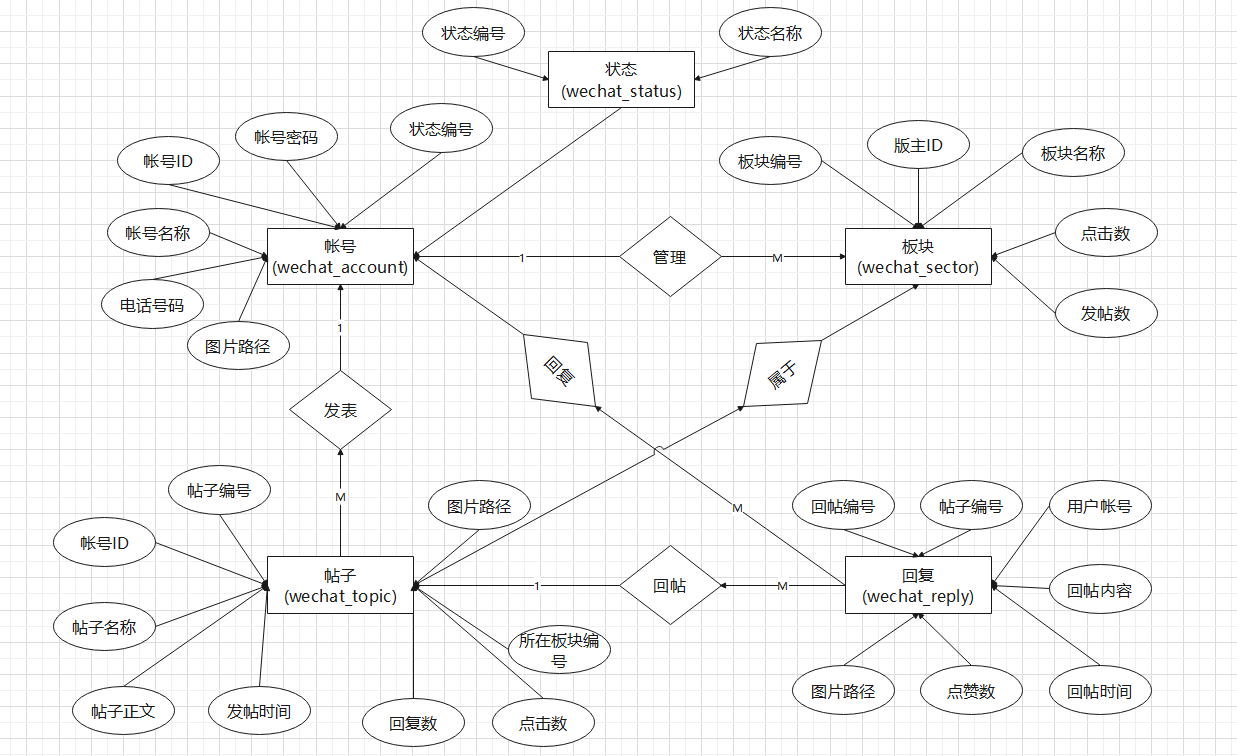 状态编号
状态名称
状态
(wechat_status)
帐号ID
帐号密码
状态编号
板块编号
版主ID
板块名称
帐号名称
帐号
(wechat_account)
1
管理
M
板块
(wechat_sector)
点击数
电话号码
图片路径
发帖数
1
回复
属于
发表
M
帖子编号
图片路径
M
回帖编号
帖子编号
用户帐号
帐号ID
帖子
(wechat_topic)
1
回帖
M
回复
(wechat_reply)
回帖内容
帖子名称
所在板块编
号
帖子正文
发帖时间
回复数
点击数
图片路径
点赞数
回帖时间